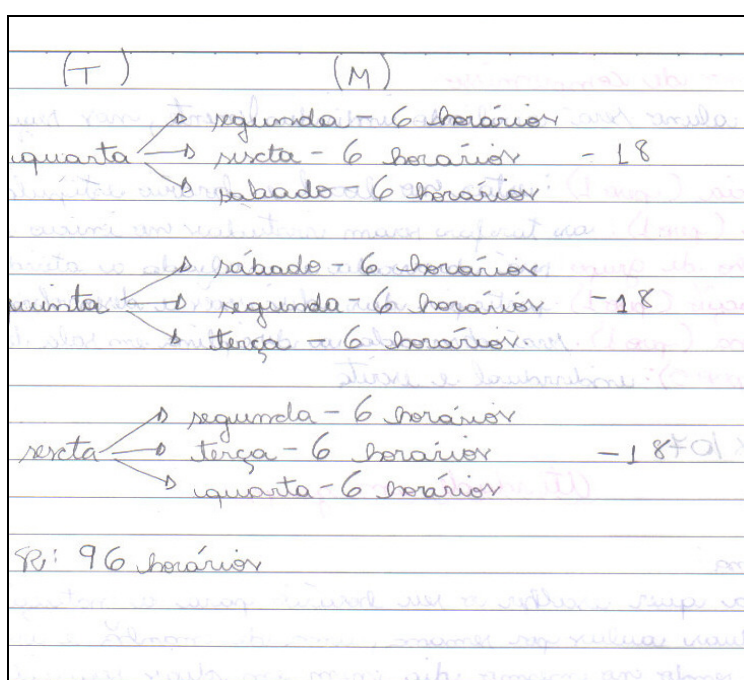 (T) (M)
segunda - 6 horários
quarta sexta - 6 horários - 18
sábado - 6 horários
sábado - 6 horários
quinta segunda - 6 horários - 18
terça - 6 horários
segunda - 6 horários
sexta terça - 6 horários - 18
quarta - 6 horários
R: 96 horários